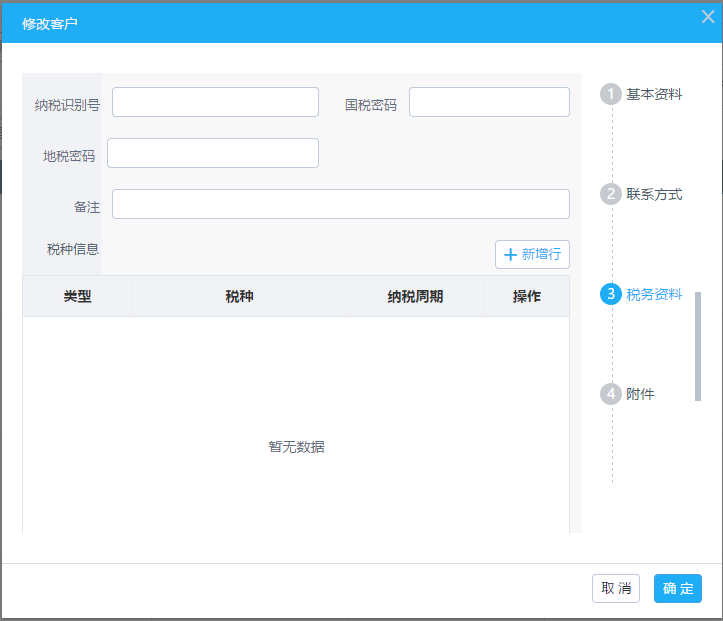 修改客户
纳税识别号
国税密码
地税密码
备注
税种信息
新增行
类型 税种 纳税周期 操作
暂无数据
1 基本资料
2 联系方式
3 税务资料
4 附件
取 消 确 定